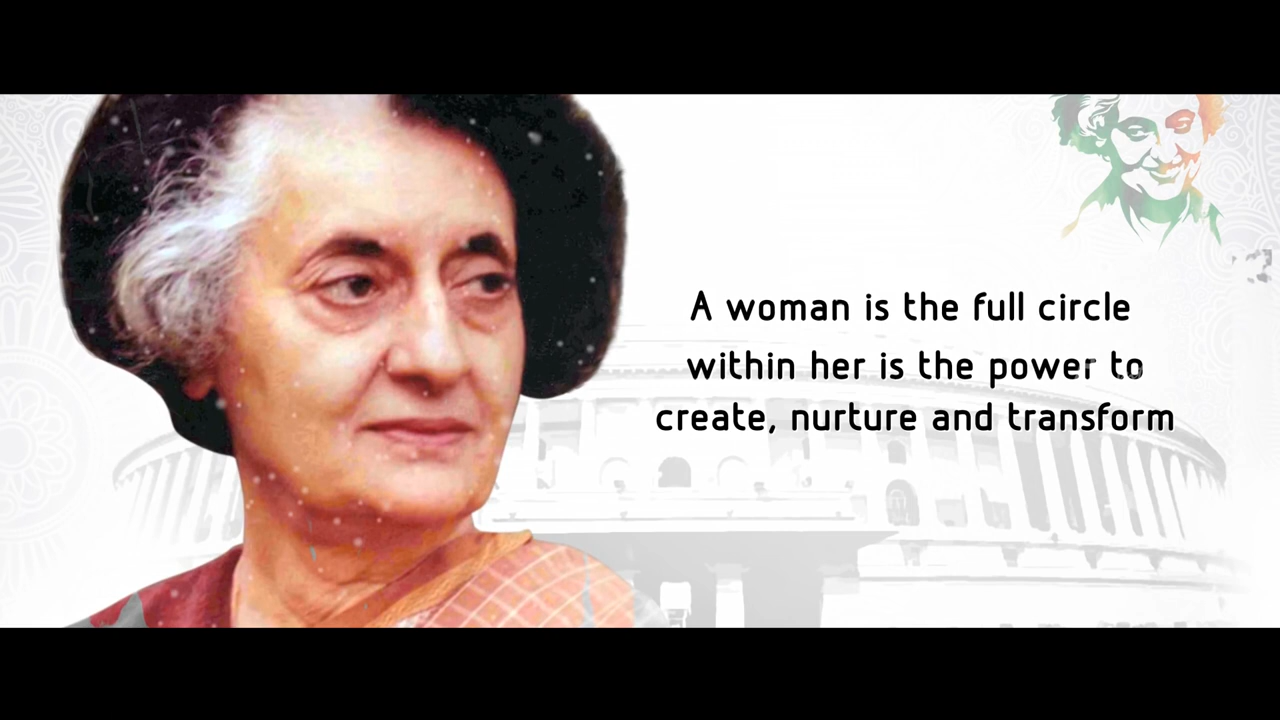 A woman is the full circle
within her is the power to
create, nurture and transform